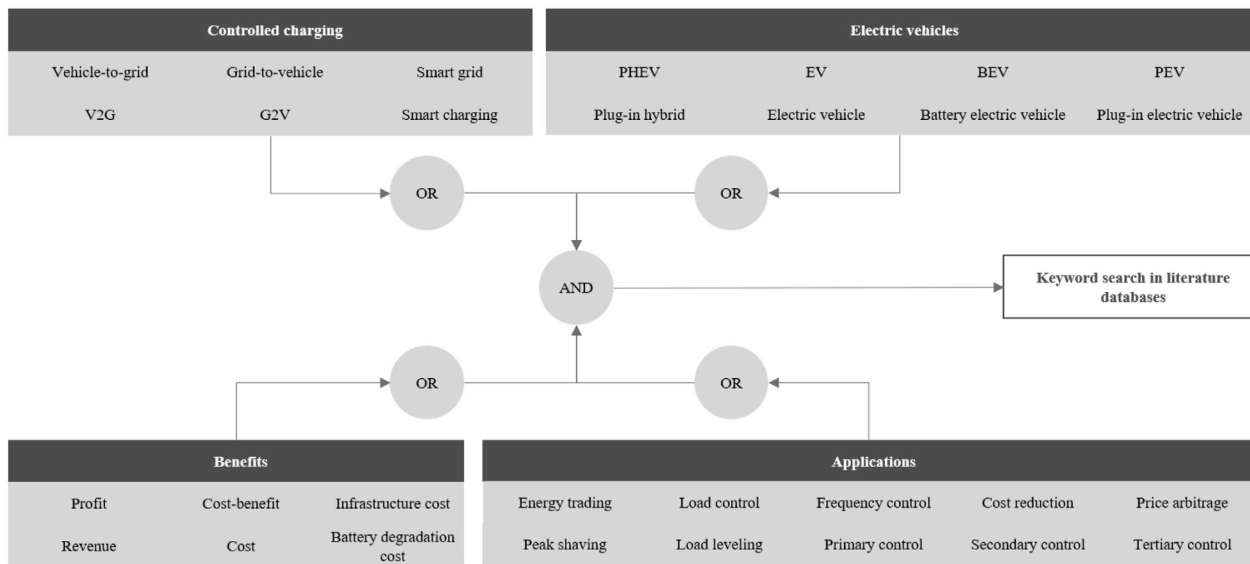 Controlled charging
Vehicle-to-grid Grid-to-vehicle Smart grid
V2G G2V Smart charging
Electric vehicles
PHEV EV BEV PEV
Plug-in hybrid Electric vehicle Battery electric vehicle Plug-in electric vehicle
OR OR
AND
Keyword search in literature
databases
OR OR
Benefits
Profit Cost-benefit Infrastructure cost
Revenue Cost Battery degradation
cost
Applications
Energy trading Load control Frequency control Cost reduction Price arbitrage
Peak shaving Load leveling Primary control Secondary control Tertiary control